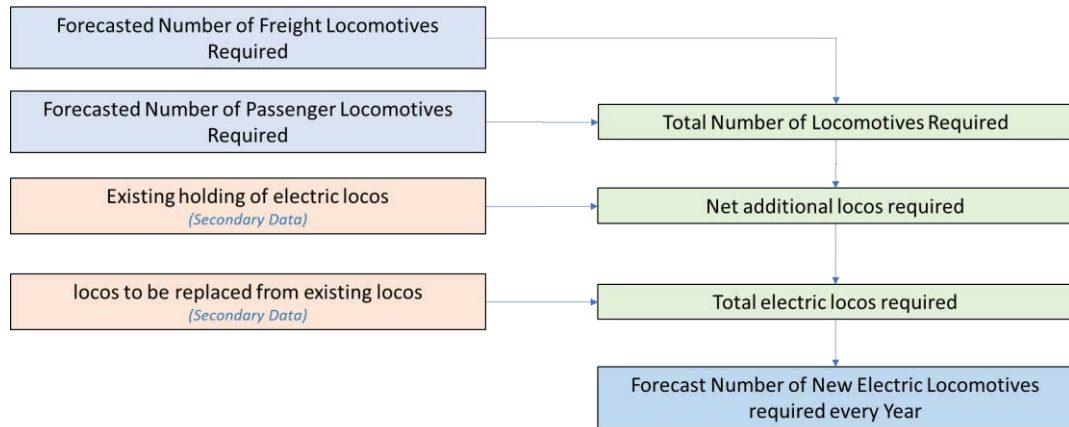 Forecasted Number of Freight Locomotives
Required
Forecasted Number of Passenger Locomotives
Required
Total Number of Locomotives Required
Existing holding of electric locos
(Secondary Data)
Net additional locos required
locos to be replaced from existing locos
(Secondary Data)
Total electric locos required
Forecast Number of New Electric Locomotives
required every Year